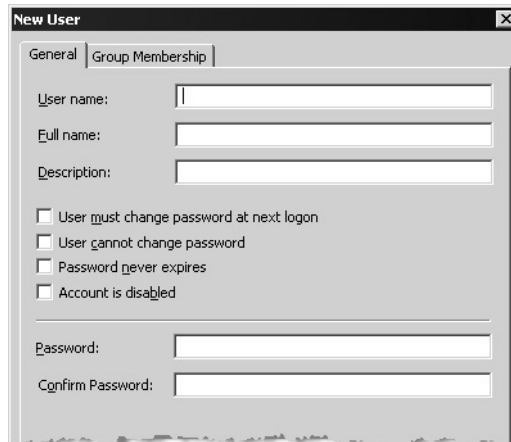 New User
General Group Membership
User name:
Full name:
Description:
User must change password at next logon
User cannot change password
Password never expires
Account is disabled
Password:
Confirm Password: